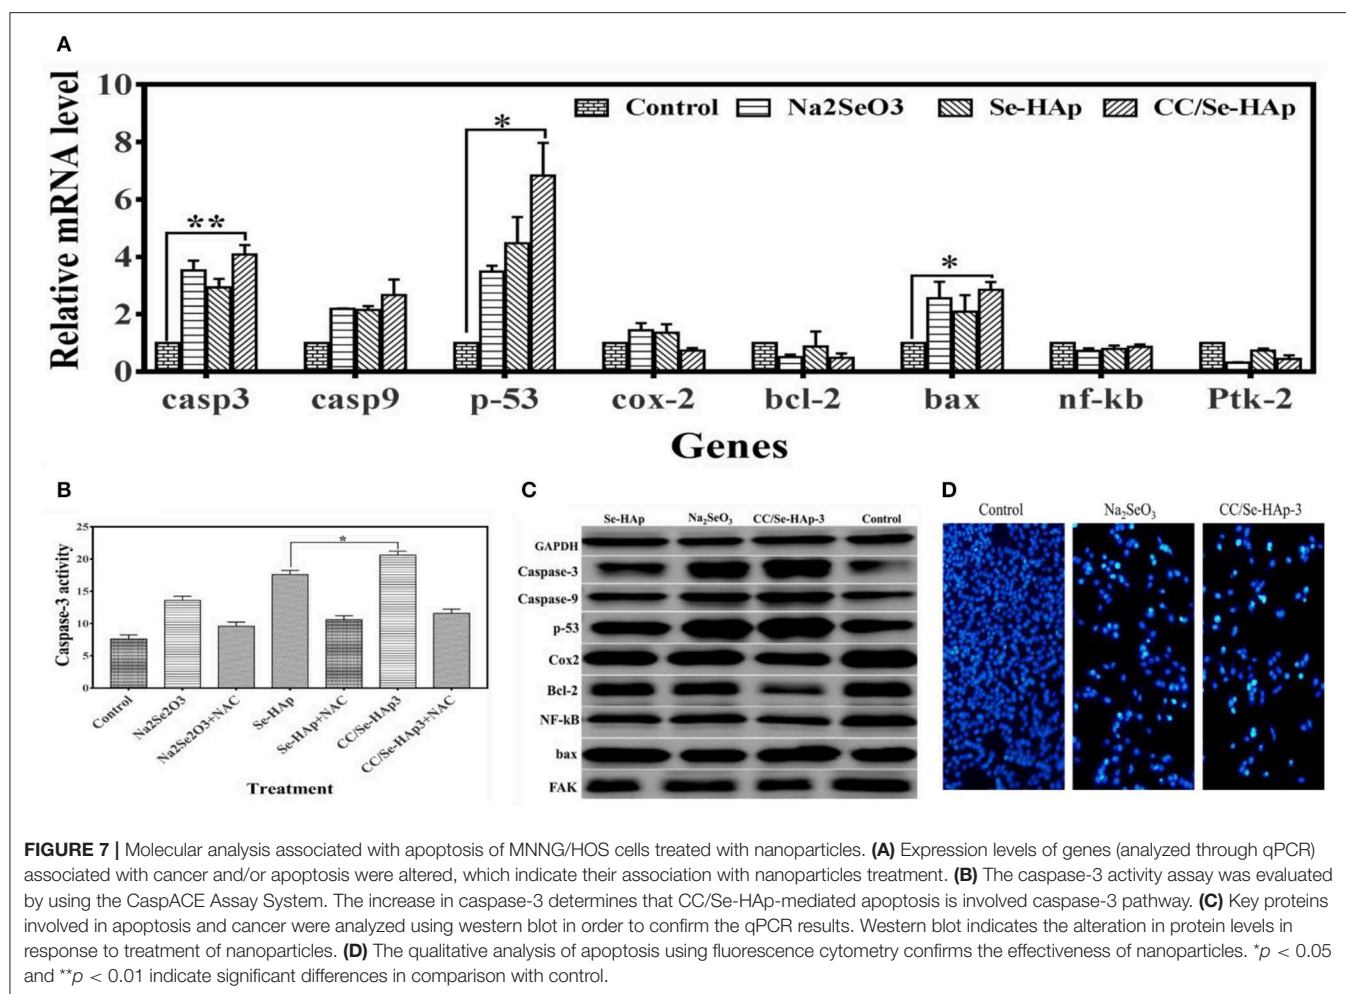 A
Relative mRNA level
10
8
6
4
2
0
Control Na2SeO3 Se-HAp CC/Se-HAp
**
*
*
casp3 casp9 p-53 cox-2 bcl-2 bax nf-kb Ptk-2
Genes
B
Caspase-3 activity
25
20
15
10
5
0
*
Control
Na2Se2O3
Na2Se2O3+NAC
Se-HAp
Se-HAp+NAC
CC/Se-HAp3
CC/Se-HAp3+NAC
Treatment
C
Se-HAp Na₂SeO₃ CC/Se-HAp-3 Control
GAPDH
Caspase-3
Caspase-9
p-53
Cox2
Bcl-2
NF-kB
bax
FAK
D
Control Na₂SeO₃ CC/Se-HAp-3
FIGURE 7 | Molecular analysis associated with apoptosis of MNNG/HOS cells treated with nanoparticles. (A) Expression levels of genes (analyzed through qPCR)
associated with cancer and/or apoptosis were altered, which indicate their association with nanoparticles treatment. (B) The caspase-3 activity assay was evaluated
by using the CaspACE Assay System. The increase in caspase-3 determines that CC/Se-HAp-mediated apoptosis is involved caspase-3 pathway. (C) Key proteins
involved in apoptosis and cancer were analyzed using western blot in order to confirm the qPCR results. Western blot indicates the alteration in protein levels in
response to treatment of nanoparticles. (D) The qualitative analysis of apoptosis using fluorescence cytometry confirms the effectiveness of nanoparticles. *p < 0.05
and **p < 0.01 indicate significant differences in comparison with control.